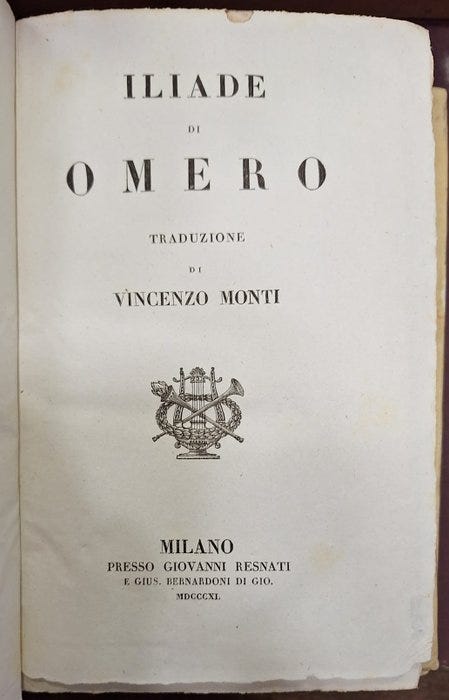 ILIADE
DI
OMERO
TRADUZIONE
DI
VINCENZO MONTI
MILANO
PRESSO GIOVANNI RESNATI
E GIUS. BERNARDONI DI GIO.
MDCCCXL